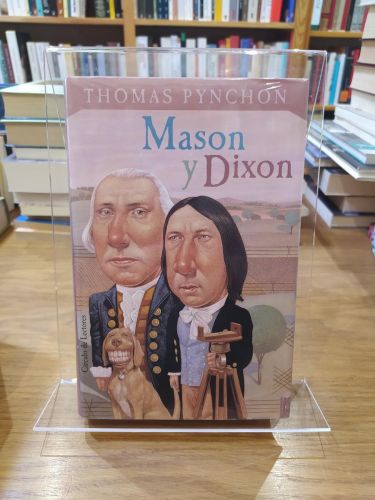 THOMAS PYNCHON
Mason
y Dixon
Círculo de Lectores